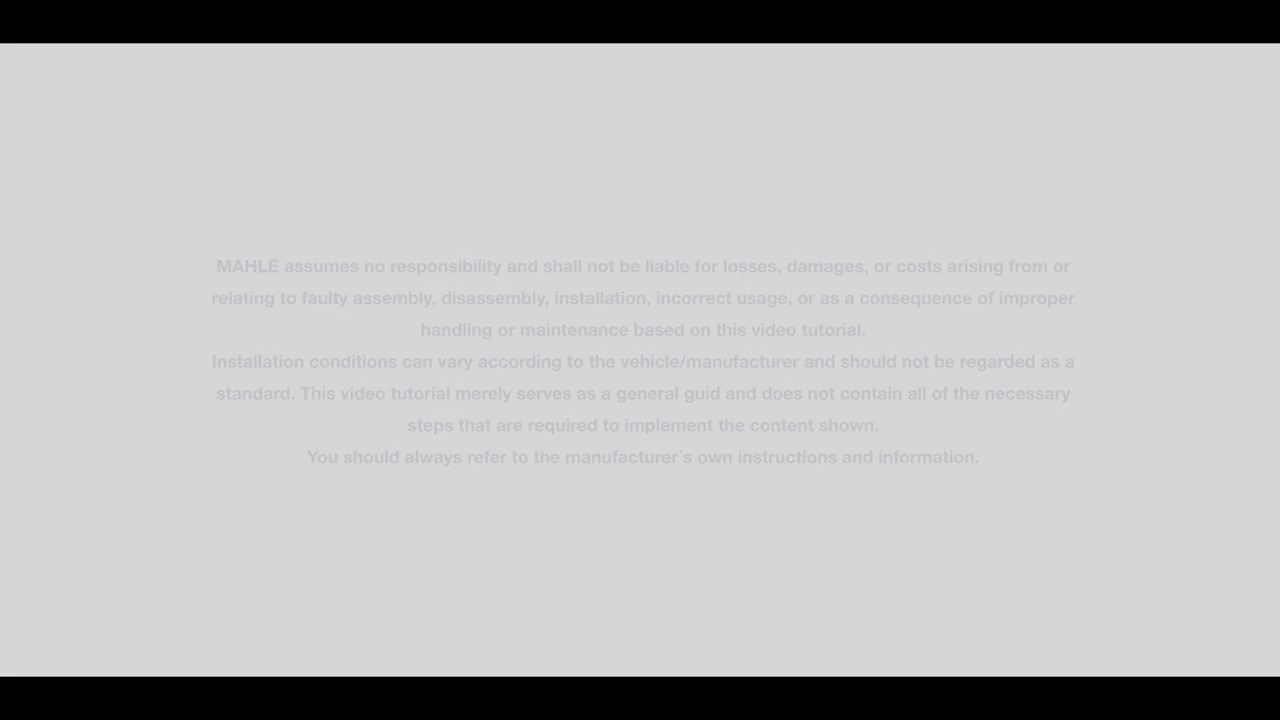 MAHLE assumes no responsibility and shall not be liable for losses, damages, or costs arising from or
relating to faulty assembly, disassembly, installation, incorrect usage, or as a consequence of improper
handling or maintenance based on this video tutorial.
Installation conditions can vary according to the vehicle/manufacturer and should not be regarded as a
standard. This video tutorial merely serves as a general guid and does not contain all of the necessary
steps that are required to implement the content shown.
You should always refer to the manufacturer´s own instructions and information.